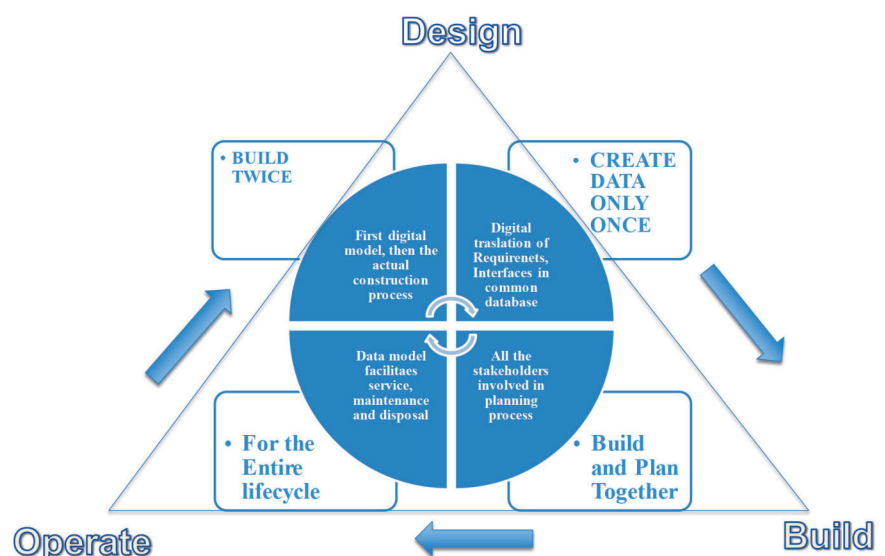 Design
• BUILD
TWICE
• CREATE
DATA
ONLY
ONCE
First digital
model, then the
actual
construction
process
Digital
traslation of
Requirenets,
Interfaces in
common
database
Data model
facilitaes
service,
maintenance
and disposal
All the
stakeholders
involved in
planning
process
• For the
Entire
lifecycle
• Build
and Plan
Together
Operate
Build